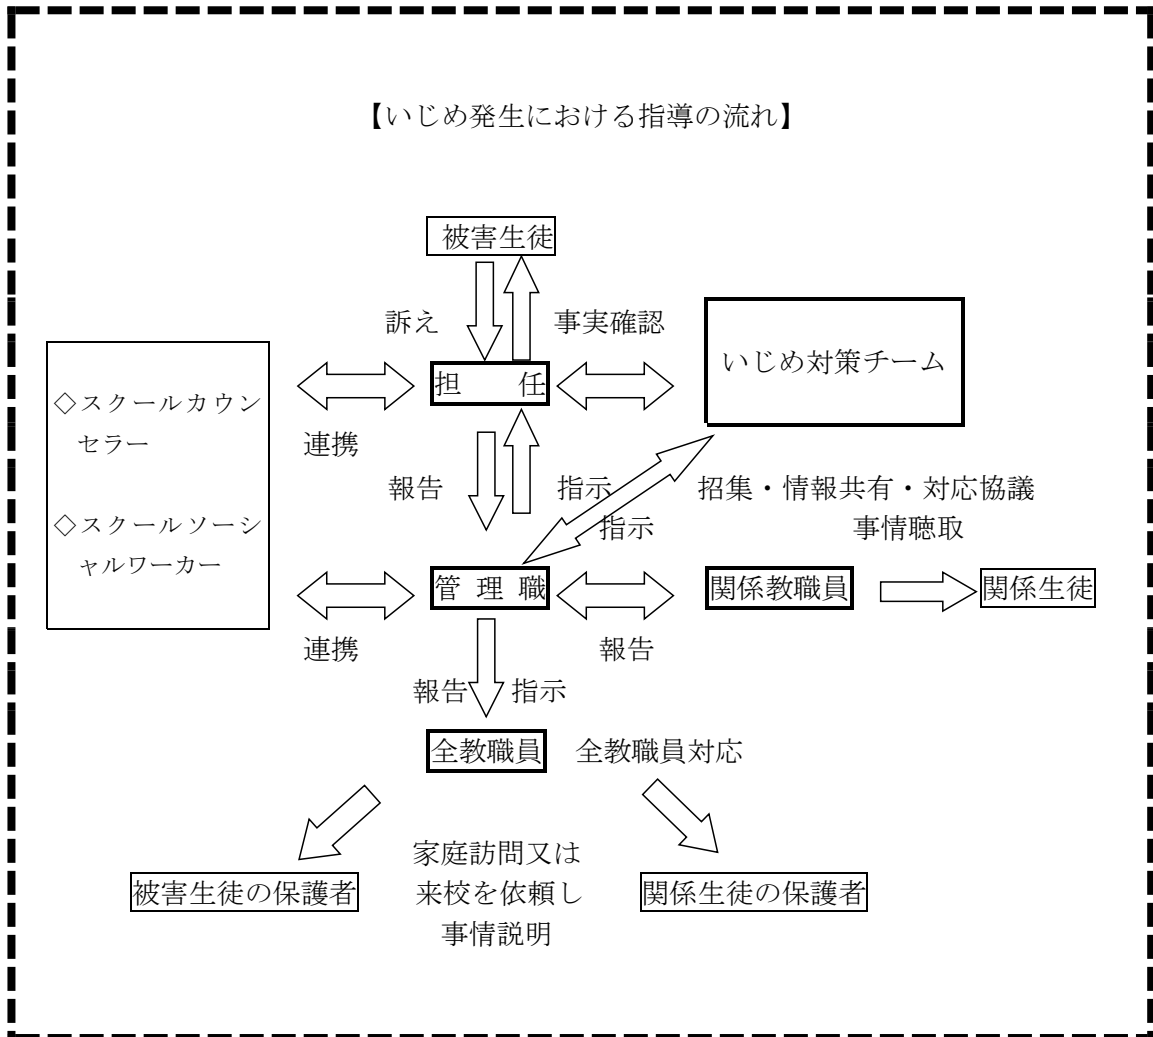 【いじめ発生における指導の流れ】
被害生徒
訴え
事実確認
いじめ対策チーム
担　　任
◇スクールカウン
セラー
連携
報告
指示
招集・情報共有・対応協議
◇スクールソーシ
ャルワーカー
指示
事情聴取
管 理 職
関係教職員
関係生徒
連携
報告
報告
指示
全教職員
全教職員対応
家庭訪問又は
来校を依頼し
事情説明
被害生徒の保護者
関係生徒の保護者